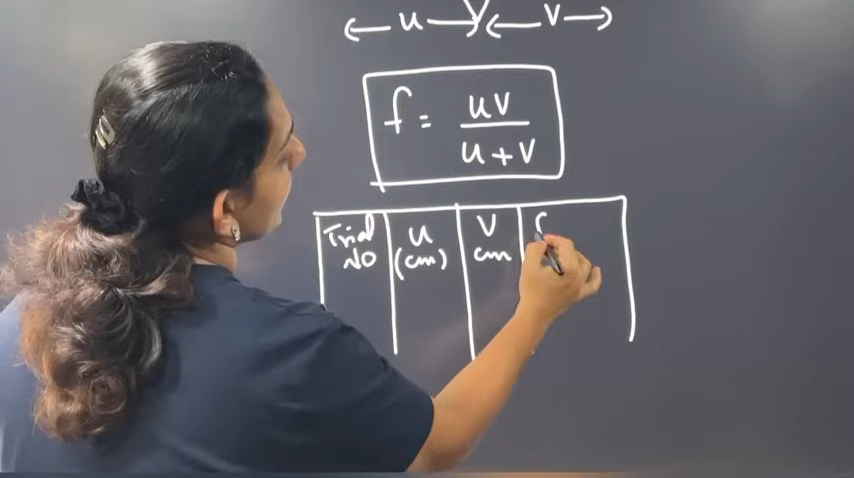 ← u → ← v →
f = uv / u + v
Trial No | u (cm) | v cm | f